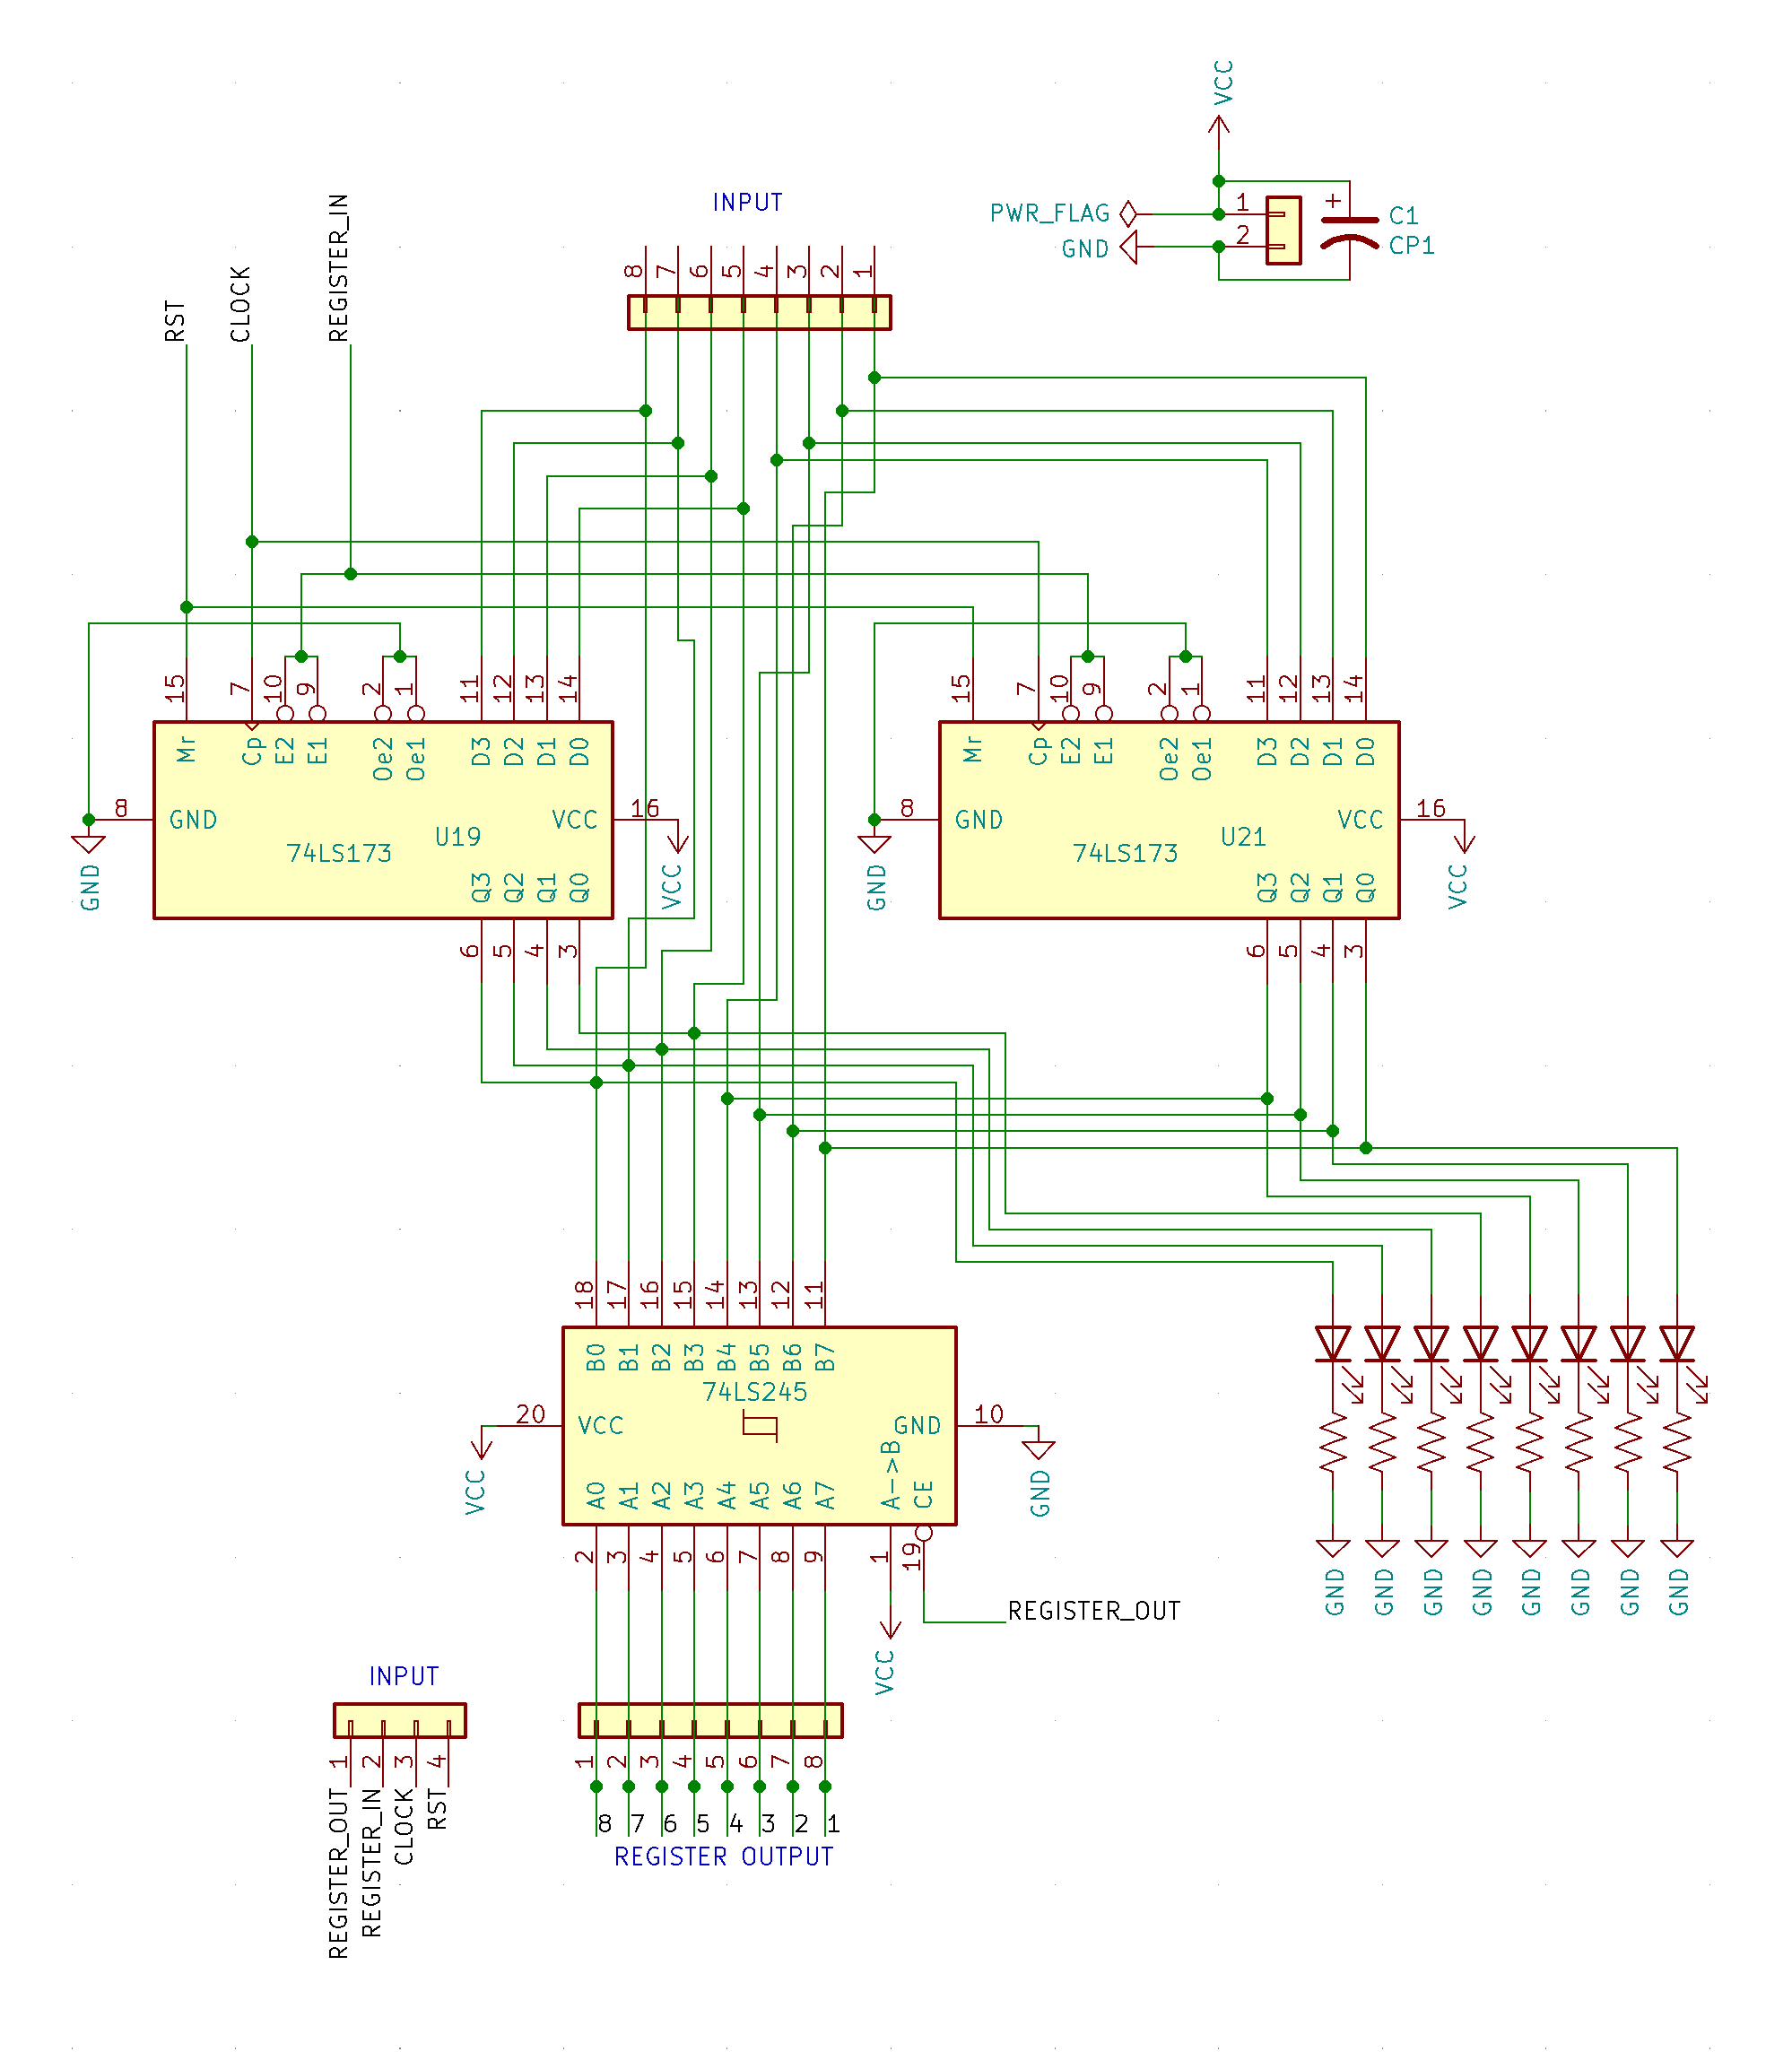 VCC
INPUT
REGISTER_IN
PWR_FLAG
1
+
C1
GND
2
CP1
CLOCK
RST
8 7 6 5 4 3 2 1
15 7 10 9 2 1 11 12 13 14
15 7 10 9 2 1 11 12 13 14
Mr Cp E2 E1 Oe2 Oe1 D3 D2 D1 D0
Mr Cp E2 E1 Oe2 Oe1 D3 D2 D1 D0
8 GND VCC 16
8 GND VCC 16
74LS173 U19
74LS173 U21
GND Q3 Q2 Q1 Q0 VCC
GND Q3 Q2 Q1 Q0 VCC
6 5 4 3
6 5 4 3
18 17 16 15 14 13 12 11
B0 B1 B2 B3 B4 B5 B6 B7
74LS245
20 VCC GND 10
VCC
A0 A1 A2 A3 A4 A5 A6 A7 A->B CE
GND
2 3 4 5 6 7 8 9 1 19
GND GND GND GND GND GND GND GND
REGISTER_OUT
VCC
INPUT
1 2 3 4
1 2 3 4 5 6 7 8
REGISTER_OUT
REGISTER_IN
CLOCK
RST
8 7 6 5 4 3 2 1
REGISTER OUTPUT